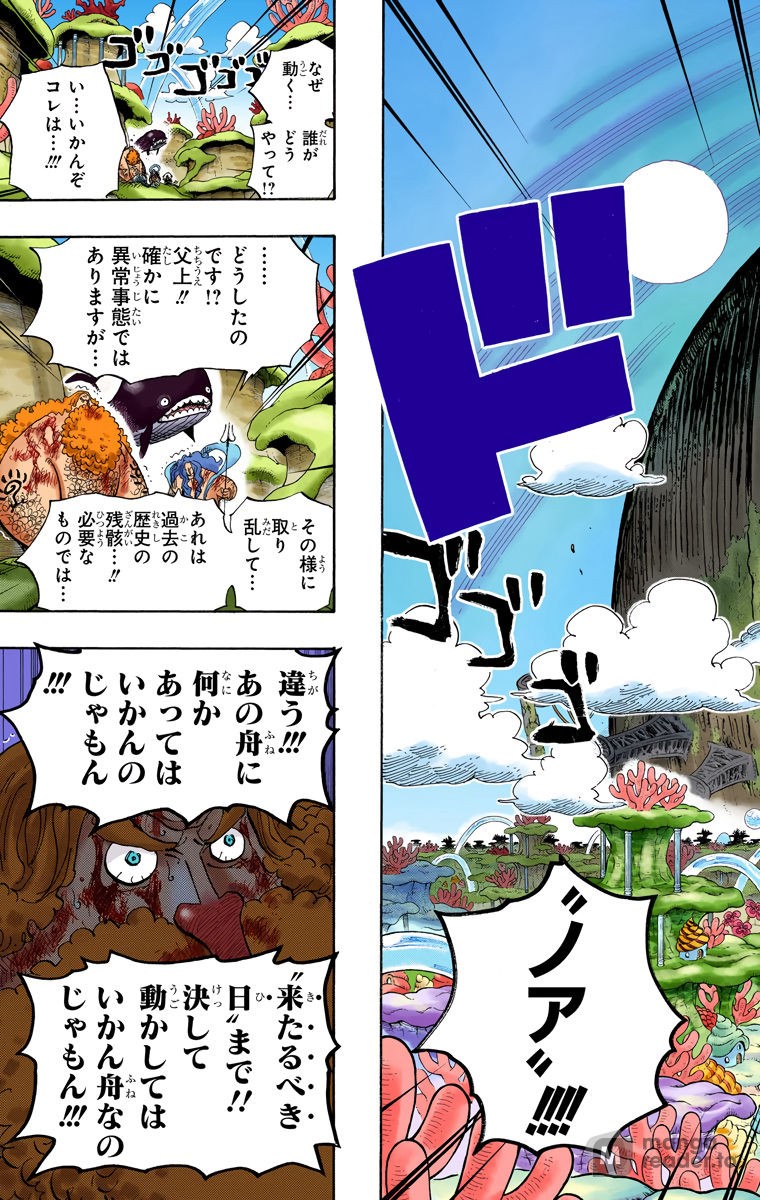 ド
ゴゴゴ
〝ノア〟!!!!
ゴゴゴゴゴ
なぜ
動く…
誰が
どう
やって!?
い…いかんぞ
コレは…!!!
……
どうしたの
です!?
父上!!
確かに
異常事態では
ありますが…
その様に
取り
乱して…
あれは
過去の
歴史の
残骸…!!
必要な
ものでは…
違う!!!
あの舟に
何か
あっては
いかんの
じゃもん
!!!
〝来たるべき
日〟まで!!
決して
動かしては
いかん舟なの
じゃもん!!!
manga
reader.to